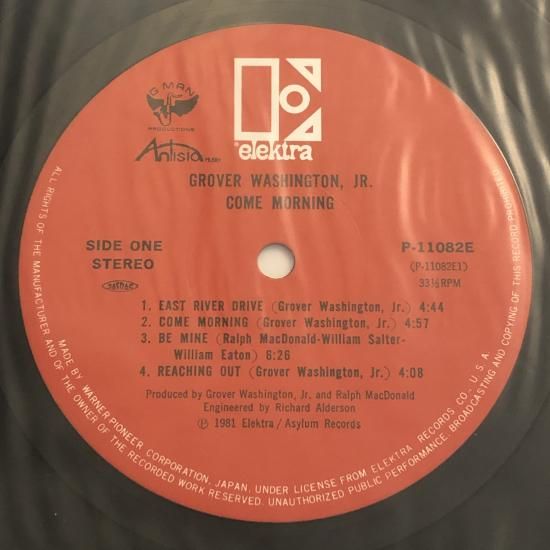 G MAN
PRODUCTIONS
Artisia MUSIC
elektra
GROVER WASHINGTON, JR.
COME MORNING
SIDE ONE
STEREO
P-11082E
(P-11082E1)
33⅓RPM
1. EAST RIVER DRIVE (Grover Washington, Jr.) 4:44
2. COME MORNING (Grover Washington, Jr.) 4:57
3. BE MINE (Ralph MacDonald-William Salter-
William Eaton) 6:26
4. REACHING OUT (Grover Washington, Jr.) 4:08
Produced by Grover Washington, Jr. and Ralph MacDonald
Engineered by Richard Alderson
Ⓟ 1981 Elektra/Asylum Records
MADE BY WARNER-PIONEER CORPORATION, JAPAN, UNDER LICENSE FROM ELEKTRA RECORDS CO., U.S.A.
ALL RIGHTS OF THE MANUFACTURER AND OF THE OWNER OF THE RECORDED WORK RESERVED. UNAUTHORIZED PUBLIC PERFORMANCE, BROADCASTING AND COPYING OF THIS RECORD PROHIBITED